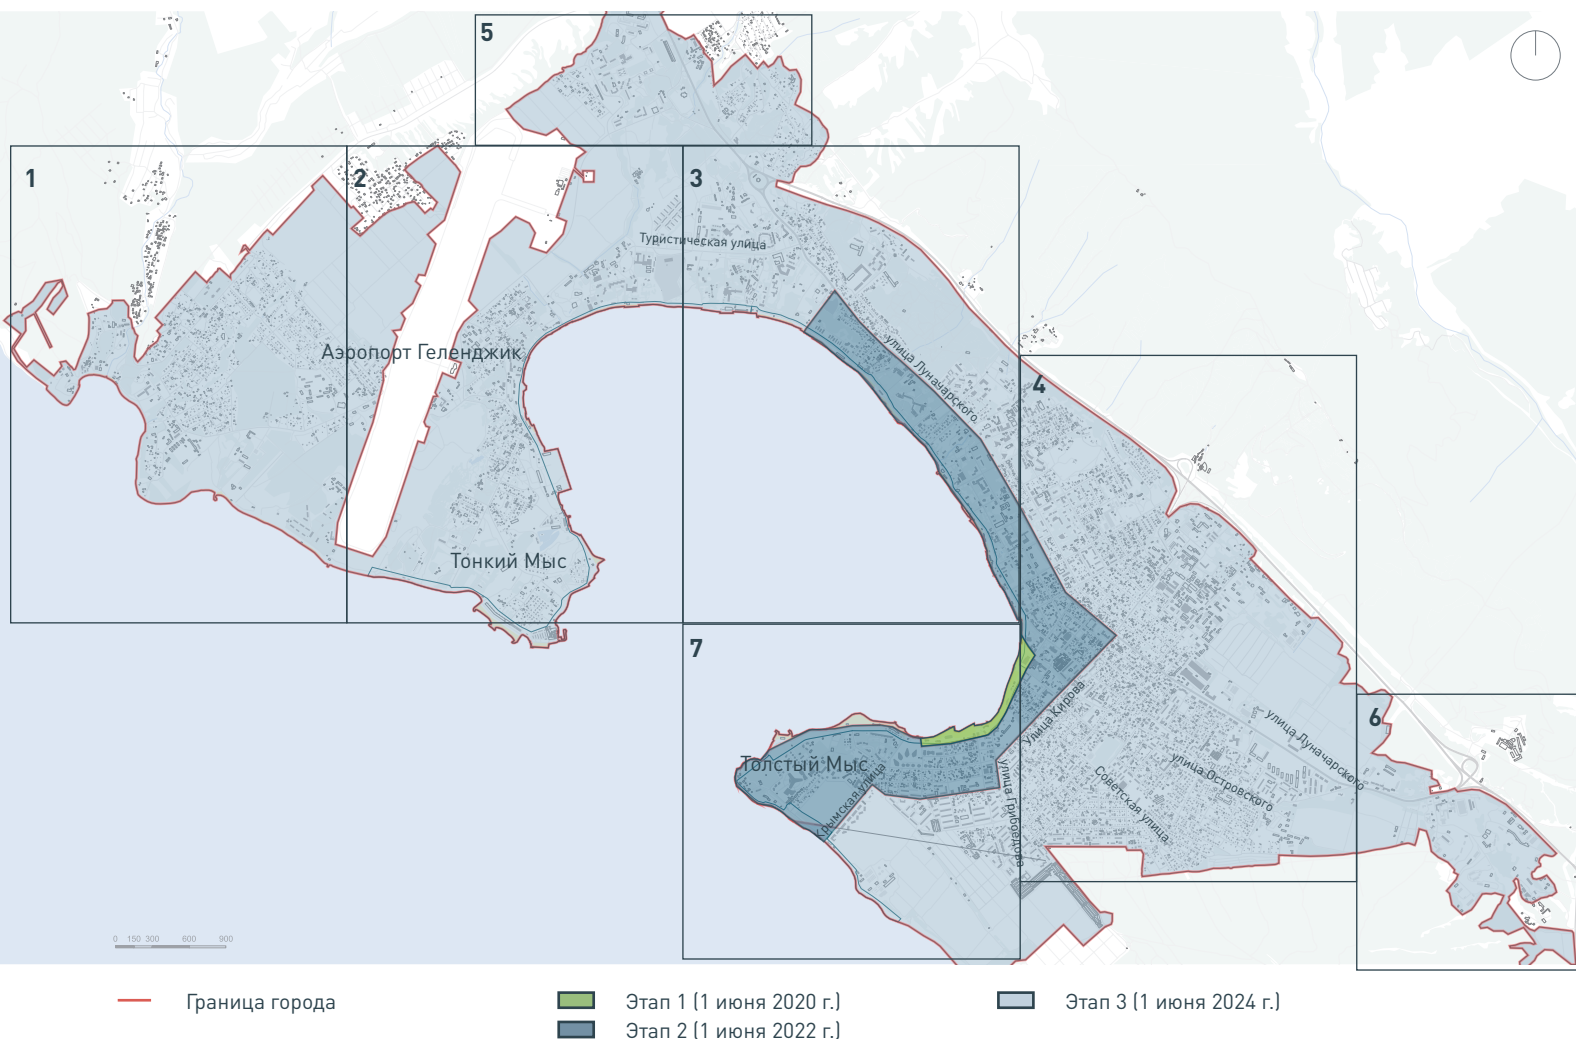 5
1
2
3
Туристическая улица
улица Луначарского
Аэропорт Геленджик
4
Тонкий Мыс
7
Улица Кирова
6
улица Луначарского
Толстый Мыс
улица Островского
Крымская улица
улица Грибоедова
Советская улица
0 150 300 600 900
Граница города
Этап 1 (1 июня 2020 г.)
Этап 3 (1 июня 2024 г.)
Этап 2 (1 июня 2022 г.)